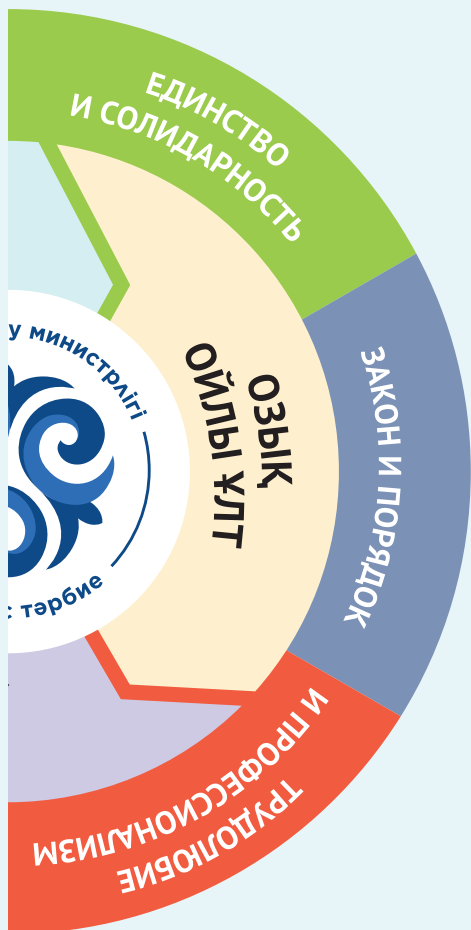 ЕДИНСТВО
И СОЛИДАРНОСТЬ
ЗАКОН И ПОРЯДОК
ОЗЫҚ
ОЙЛЫ ҰЛТ
у министрлігі
тәрбие
ТРУДОЛЮБИЕ
И ПРОФЕССИОНАЛИЗМ